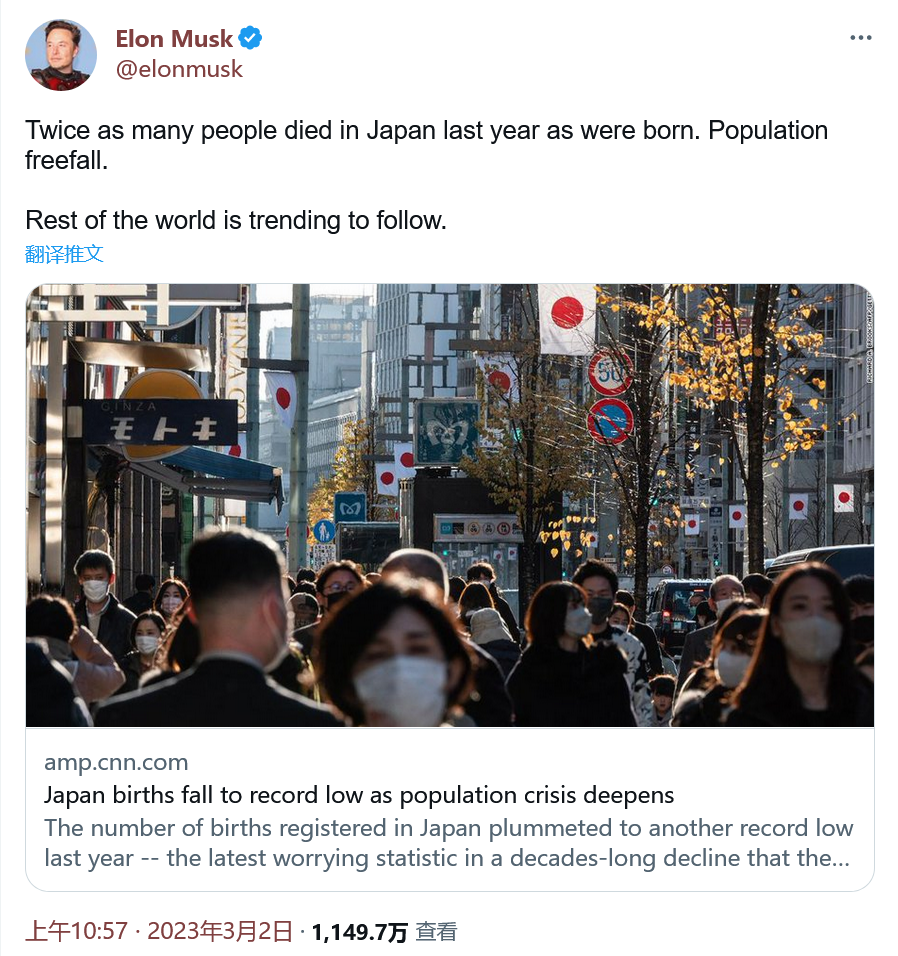 Elon Musk
@elonmusk
Twice as many people died in Japan last year as were born. Population
freefall.
Rest of the world is trending to follow.
翻译推文
GINZA
モトキ
50
amp.cnn.com
Japan births fall to record low as population crisis deepens
The number of births registered in Japan plummeted to another record low
last year -- the latest worrying statistic in a decades-long decline that the...
上午10:57 · 2023年3月2日 · 1,149.7万 查看